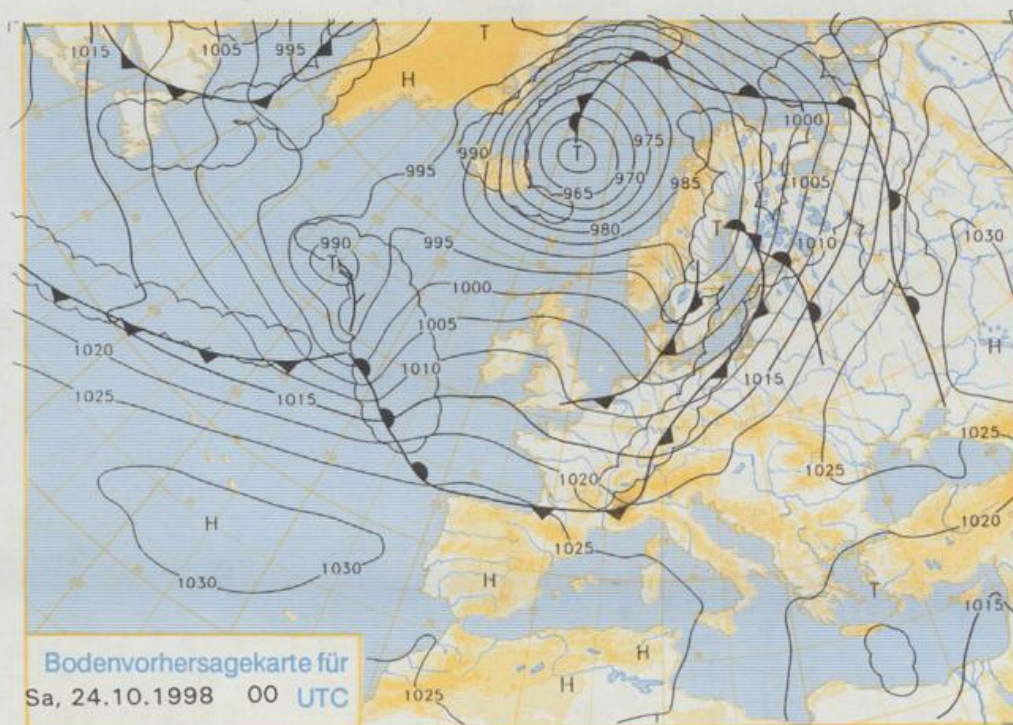 1015 1005 995 T
H
1000
990 975
T
995 965 970 985 1005
980 T 1010 1030
990 995
T
1000
1005 H
1020 1010 1015
1025 1015
1020 1025 1025
H 1025 1020
1030 1030 H T 1015
Bodenvorhersagekarte für
Sa, 24.10.1998 00 UTC
1025 H H